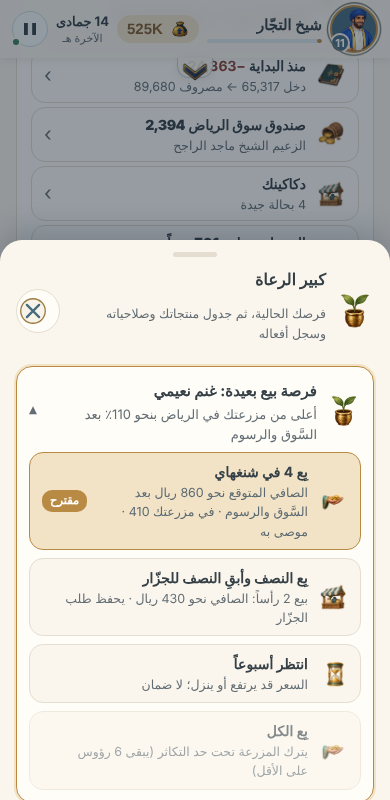 شيخ التجّار
11
525K
14 جمادى
الآخرة هـ
منذ البداية
دخل 65,317 ← مصروف 89,680
صندوق سوق الرياض 2,394
الزعيم الشيخ ماجد الراجح
دكاكينك
4 بحالة جيدة
كبير الرعاة
فرصك الحالية، ثم جدول منتجاتك وصلاحياته
وسجل أفعاله
فرصة بيع بعيدة: غنم نعيمي
أعلى من مزرعتك في الرياض بنحو 110٪ بعد
السَّوق والرسوم
بِع 4 في شنغهاي
الصافي المتوقع نحو 860 ريال بعد
السَّوق والرسوم · في مزرعتك 410 ·
موصى به
مقترح
بِع النصف وأبقِ النصف للجزّار
بيع 2 رأساً: الصافي نحو 430 ريال · يحفظ طلب
الجزّار
انتظر أسبوعاً
السعر قد يرتفع أو ينزل؛ لا ضمان
بِع الكل
يترك المزرعة تحت حد التكاثر (يبقى 6 رؤوس
على الأقل)